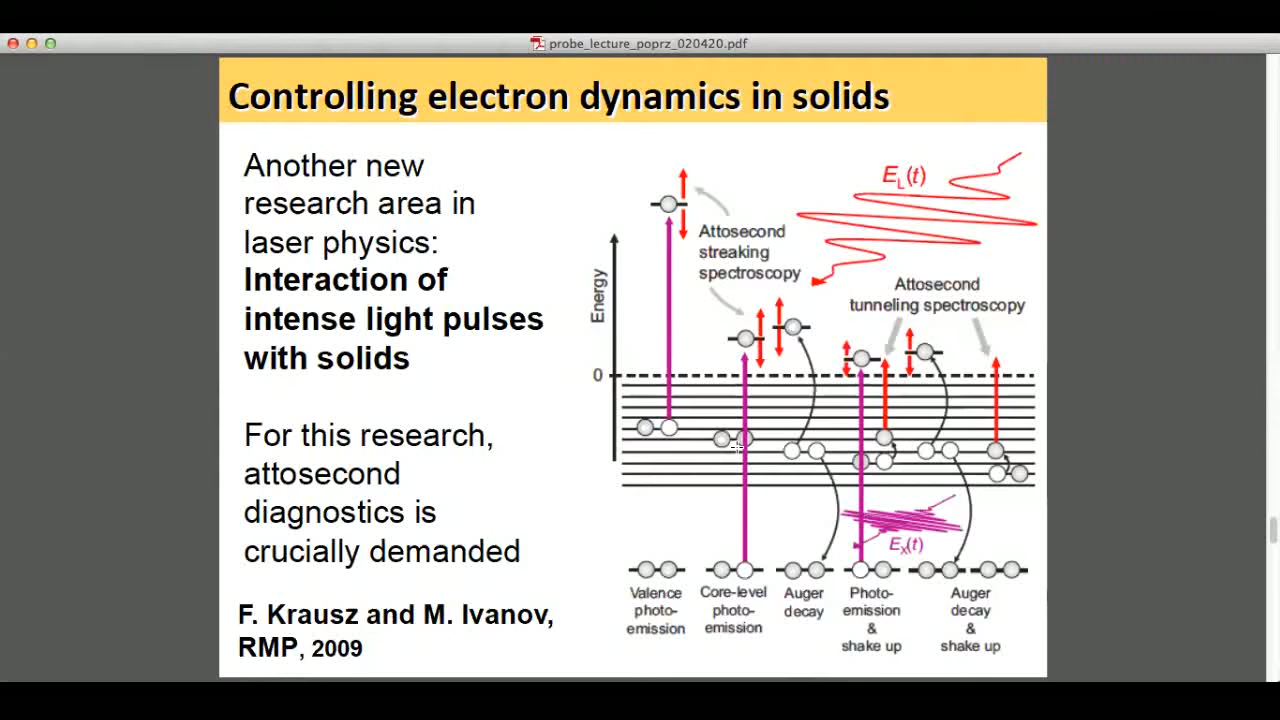 probe_lecture_poprz_020420.pdf
Controlling electron dynamics in solids
Another new
research area in
laser physics:
Interaction of
intense light pulses
with solids
For this research,
attosecond
diagnostics is
crucially demanded
F. Krausz and M. Ivanov,
RMP, 2009
E_L(t)
Attosecond
streaking
spectroscopy
Attosecond
tunneling spectroscopy
Energy
0
E_X(t)
Valence
photo-
emission
Core-level
photo-
emission
Auger
decay
Photo-
emission
&
shake up
Auger
decay
&
shake up